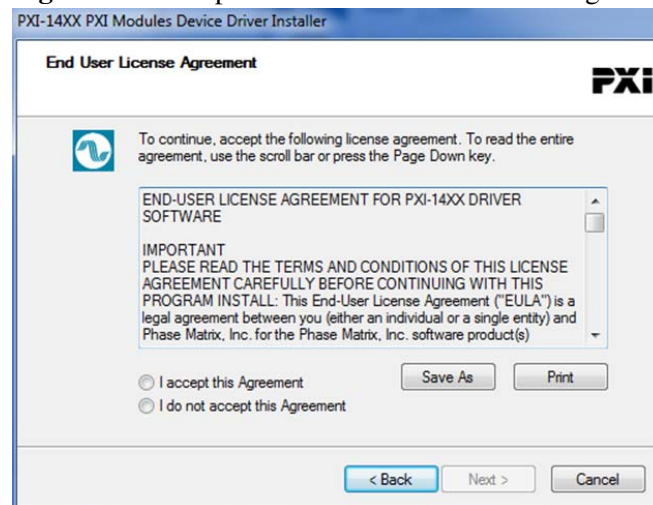 PXI-14XX PXI Modules Device Driver Installer
End User License Agreement
PXI
To continue, accept the following license agreement. To read the entire
agreement, use the scroll bar or press the Page Down key.
END-USER LICENSE AGREEMENT FOR PXI-14XX DRIVER
SOFTWARE
IMPORTANT
PLEASE READ THE TERMS AND CONDITIONS OF THIS LICENSE
AGREEMENT CAREFULLY BEFORE CONTINUING WITH THIS
PROGRAM INSTALL: This End-User License Agreement ("EULA") is a
legal agreement between you (either an individual or a single entity) and
Phase Matrix, Inc. for the Phase Matrix, Inc. software product(s)
I accept this Agreement
I do not accept this Agreement
Save As
Print
< Back
Next >
Cancel